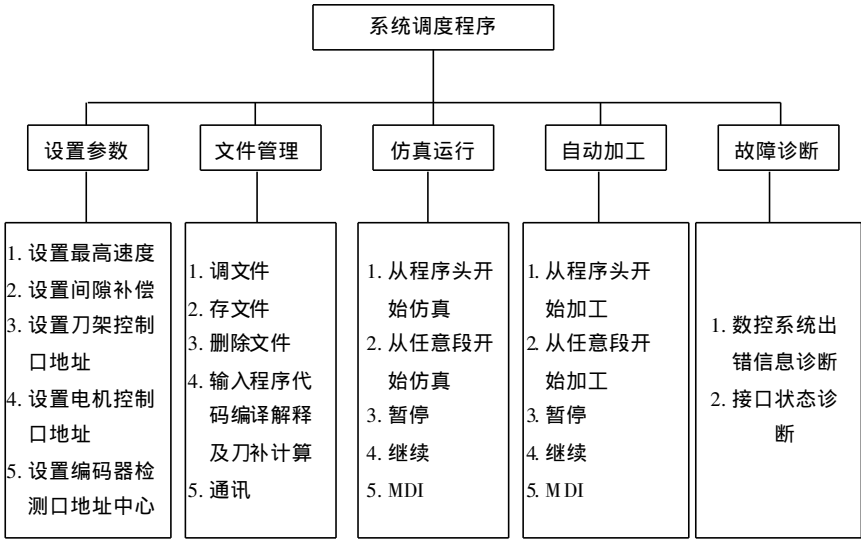 系统调度程序
设置参数
文件管理
仿真运行
自动加工
故障诊断
1. 设置最高速度
2. 设置间隙补偿
3. 设置刀架控制
口地址
4. 设置电机控制
口地址
5. 设置编码器检
测口地址中心
1. 调文件
2. 存文件
3. 删除文件
4. 输入程序代
码编译解释
及刀补计算
5. 通讯
1. 从程序头开
始仿真
2. 从任意段开
始仿真
3. 暂停
4. 继续
5. MDI
1. 从程序头开
始加工
2. 从任意段开
始加工
3. 暂停
4. 继续
5. MDI
1. 数控系统出
错信息诊断
2. 接口状态诊
断